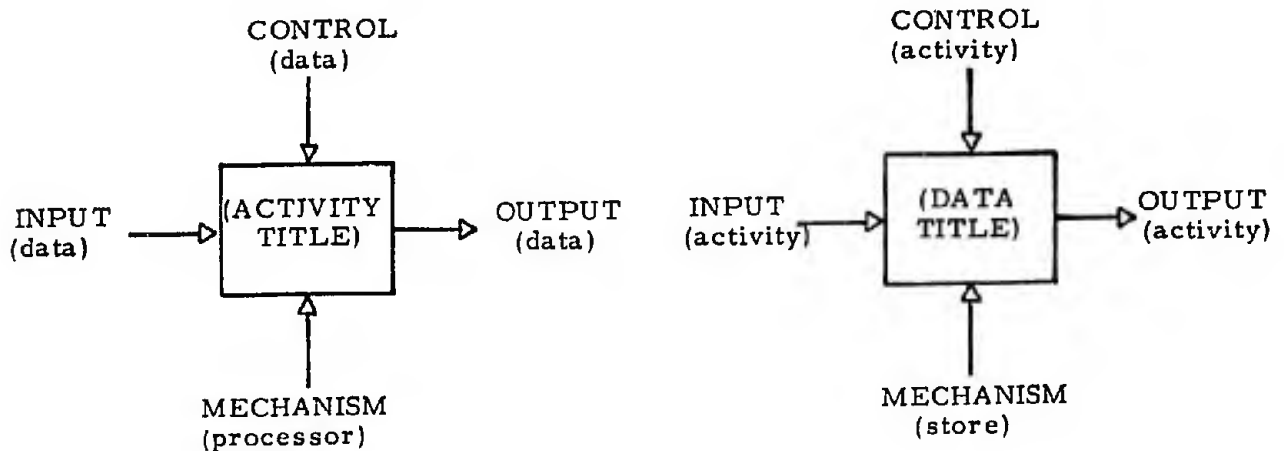 CONTROL
(data)
INPUT
(data)
(ACTIVITY
TITLE)
OUTPUT
(data)
MECHANISM
(processor)
CONTROL
(activity)
INPUT
(activity)
(DATA
TITLE)
OUTPUT
(activity)
MECHANISM
(store)